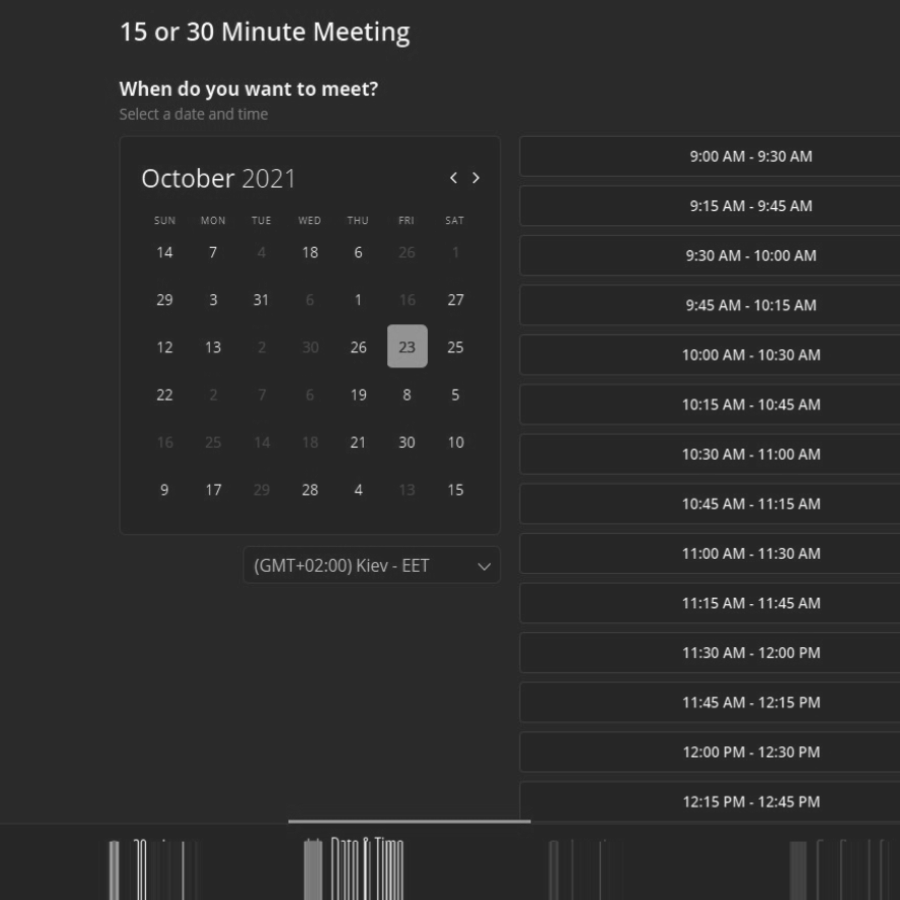 15 or 30 Minute Meeting
When do you want to meet?
Select a date and time
October 2021
SUN MON TUE WED THU FRI SAT
14 7 4 18 6 26 1
29 3 31 6 1 16 27
12 13 2 30 26 23 25
22 2 7 6 19 8 5
16 25 14 18 21 30 10
9 17 29 28 4 13 15
(GMT+02:00) Kiev - EET
9:00 AM - 9:30 AM
9:15 AM - 9:45 AM
9:30 AM - 10:00 AM
9:45 AM - 10:15 AM
10:00 AM - 10:30 AM
10:15 AM - 10:45 AM
10:30 AM - 11:00 AM
10:45 AM - 11:15 AM
11:00 AM - 11:30 AM
11:15 AM - 11:45 AM
11:30 AM - 12:00 PM
11:45 AM - 12:15 PM
12:00 PM - 12:30 PM
12:15 PM - 12:45 PM
Date & Time